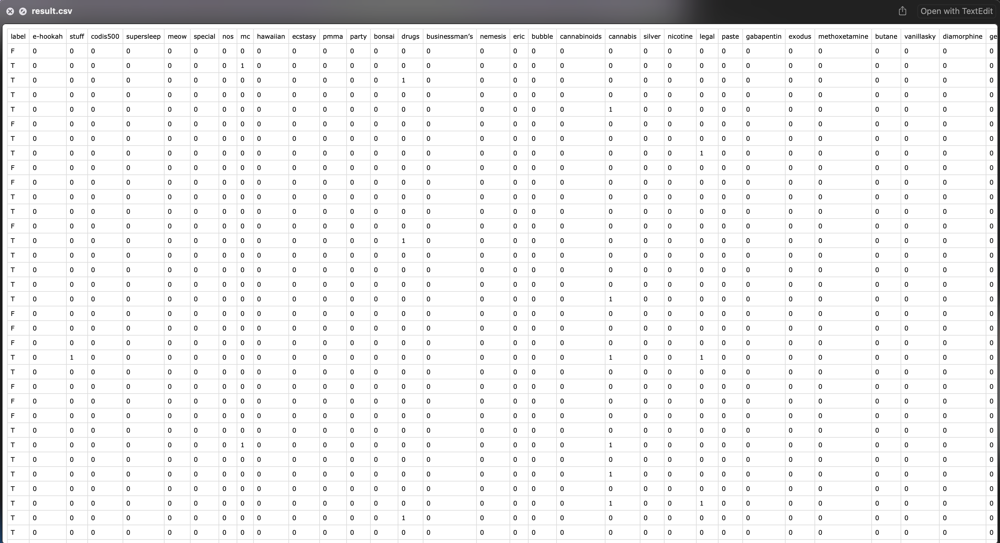 result.csv Open with TextEdit
label e-hookah stuff codis500 supersleep meow special nos mc hawaiian ecstasy pmma party bonsai drugs businessman’s nemesis eric bubble cannabinoids cannabis silver nicotine legal paste gabapentin exodus methoxetamine butane vanillasky diamorphine ge
F 0 0 0 0 0 0 0 0 0 0 0 0 0 0 0 0 0 0 0 0 0 0 0 0 0 0 0 0 0 0 0
T 0 0 0 0 0 0 0 1 0 0 0 0 0 0 0 0 0 0 0 0 0 0 0 0 0 0 0 0 0 0 0
T 0 0 0 0 0 0 0 0 0 0 0 0 0 1 0 0 0 0 0 0 0 0 0 0 0 0 0 0 0 0 0
T 0 0 0 0 0 0 0 0 0 0 0 0 0 0 0 0 0 0 0 0 0 0 0 0 0 0 0 0 0 0 0
T 0 0 0 0 0 0 0 0 0 0 0 0 0 0 0 0 0 0 0 1 0 0 0 0 0 0 0 0 0 0 0
F 0 0 0 0 0 0 0 0 0 0 0 0 0 0 0 0 0 0 0 0 0 0 0 0 0 0 0 0 0 0 0
T 0 0 0 0 0 0 0 0 0 0 0 0 0 0 0 0 0 0 0 0 0 0 0 0 0 0 0 0 0 0 0
T 0 0 0 0 0 0 0 0 0 0 0 0 0 0 0 0 0 0 0 0 0 0 1 0 0 0 0 0 0 0 0
F 0 0 0 0 0 0 0 0 0 0 0 0 0 0 0 0 0 0 0 0 0 0 0 0 0 0 0 0 0 0 0
F 0 0 0 0 0 0 0 0 0 0 0 0 0 0 0 0 0 0 0 0 0 0 0 0 0 0 0 0 0 0 0
T 0 0 0 0 0 0 0 0 0 0 0 0 0 0 0 0 0 0 0 0 0 0 0 0 0 0 0 0 0 0 0
T 0 0 0 0 0 0 0 0 0 0 0 0 0 0 0 0 0 0 0 0 0 0 0 0 0 0 0 0 0 0 0
F 0 0 0 0 0 0 0 0 0 0 0 0 0 0 0 0 0 0 0 0 0 0 0 0 0 0 0 0 0 0 0
T 0 0 0 0 0 0 0 0 0 0 0 0 0 1 0 0 0 0 0 0 0 0 0 0 0 0 0 0 0 0 0
T 0 0 0 0 0 0 0 0 0 0 0 0 0 0 0 0 0 0 0 0 0 0 0 0 0 0 0 0 0 0 0
T 0 0 0 0 0 0 0 0 0 0 0 0 0 0 0 0 0 0 0 0 0 0 0 0 0 0 0 0 0 0 0
T 0 0 0 0 0 0 0 0 0 0 0 0 0 0 0 0 0 0 0 0 0 0 0 0 0 0 0 0 0 0 0
T 0 0 0 0 0 0 0 0 0 0 0 0 0 0 0 0 0 0 0 1 0 0 0 0 0 0 0 0 0 0 0
F 0 0 0 0 0 0 0 0 0 0 0 0 0 0 0 0 0 0 0 0 0 0 0 0 0 0 0 0 0 0 0
F 0 0 0 0 0 0 0 0 0 0 0 0 0 0 0 0 0 0 0 0 0 0 0 0 0 0 0 0 0 0 0
F 0 0 0 0 0 0 0 0 0 0 0 0 0 0 0 0 0 0 0 0 0 0 0 0 0 0 0 0 0 0 0
T 0 1 0 0 0 0 0 0 0 0 0 0 0 0 0 0 0 0 0 1 0 0 1 0 0 0 0 0 0 0 0
T 0 0 0 0 0 0 0 0 0 0 0 0 0 0 0 0 0 0 0 0 0 0 0 0 0 0 0 0 0 0 0
F 0 0 0 0 0 0 0 0 0 0 0 0 0 0 0 0 0 0 0 0 0 0 0 0 0 0 0 0 0 0 0
F 0 0 0 0 0 0 0 0 0 0 0 0 0 0 0 0 0 0 0 0 0 0 0 0 0 0 0 0 0 0 0
F 0 0 0 0 0 0 0 0 0 0 0 0 0 0 0 0 0 0 0 0 0 0 0 0 0 0 0 0 0 0 0
T 0 0 0 0 0 0 0 0 0 0 0 0 0 0 0 0 0 0 0 0 0 0 0 0 0 0 0 0 0 0 0
T 0 0 0 0 0 0 0 1 0 0 0 0 0 0 0 0 0 0 0 1 0 0 0 0 0 0 0 0 0 0 0
T 0 0 0 0 0 0 0 0 0 0 0 0 0 0 0 0 0 0 0 0 0 0 0 0 0 0 0 0 0 0 0
T 0 0 0 0 0 0 0 0 0 0 0 0 0 0 0 0 0 0 0 1 0 0 0 0 0 0 0 0 0 0 0
T 0 0 0 0 0 0 0 0 0 0 0 0 0 0 0 0 0 0 0 0 0 0 0 0 0 0 0 0 0 0 0
T 0 0 0 0 0 0 0 0 0 0 0 0 0 0 0 0 0 0 0 1 0 0 1 0 0 0 0 0 0 0 0
T 0 0 0 0 0 0 0 0 0 0 0 0 0 1 0 0 0 0 0 0 0 0 0 0 0 0 0 0 0 0 0
T 0 0 0 0 0 0 0 0 0 0 0 0 0 0 0 0 0 0 0 0 0 0 0 0 0 0 0 0 0 0 0